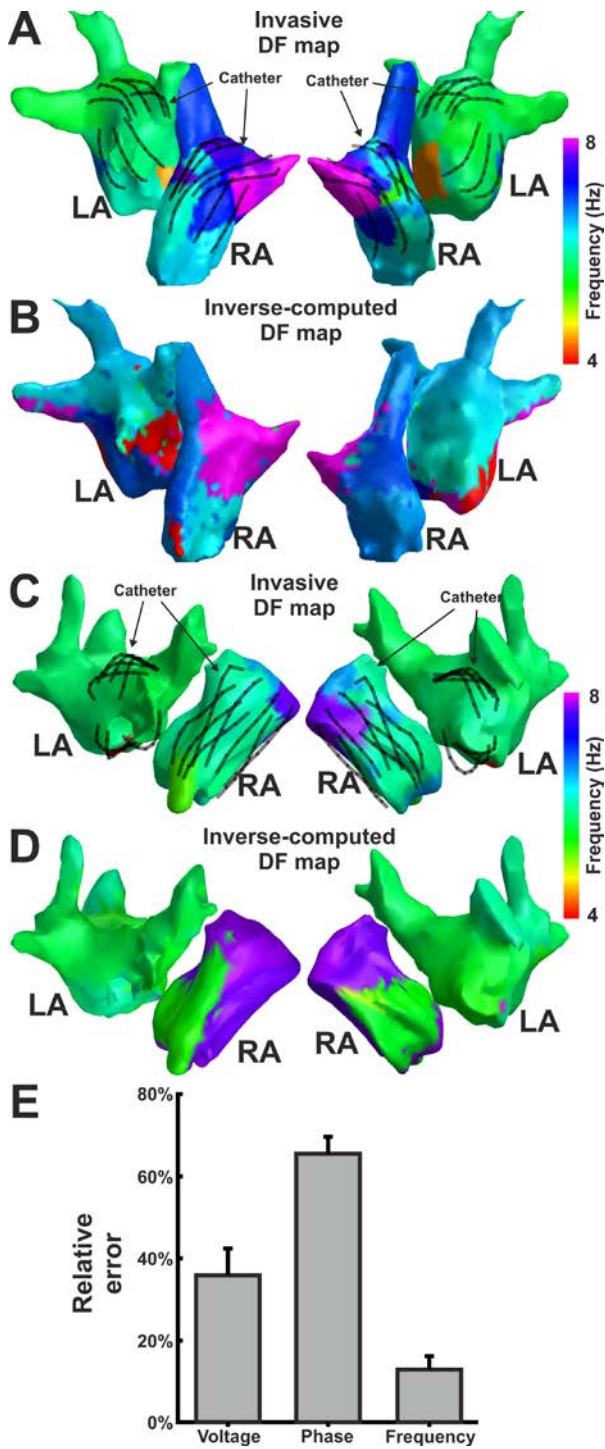 A
Invasive
DF map
Catheter
Catheter
LA
RA
RA
LA
8
Frequency (Hz)
4
B
Inverse-computed
DF map
LA
RA
RA
LA
C
Invasive
DF map
Catheter
Catheter
LA
RA
RA
LA
8
Frequency (Hz)
4
D
Inverse-computed
DF map
LA
RA
RA
LA
E
80%
60%
40%
20%
0%
Relative
error
Voltage
Phase
Frequency